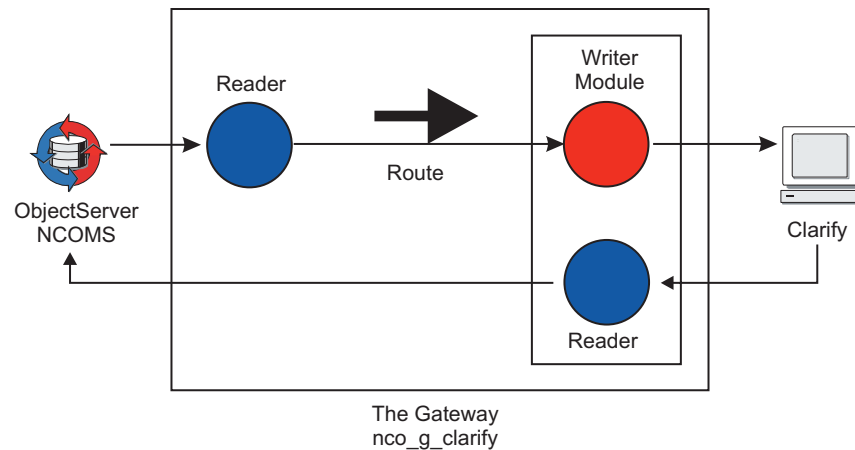 Writer
Module
Reader
Route
ObjectServer
NCOMS
Clarify
Reader
The Gateway
nco_g_clarify